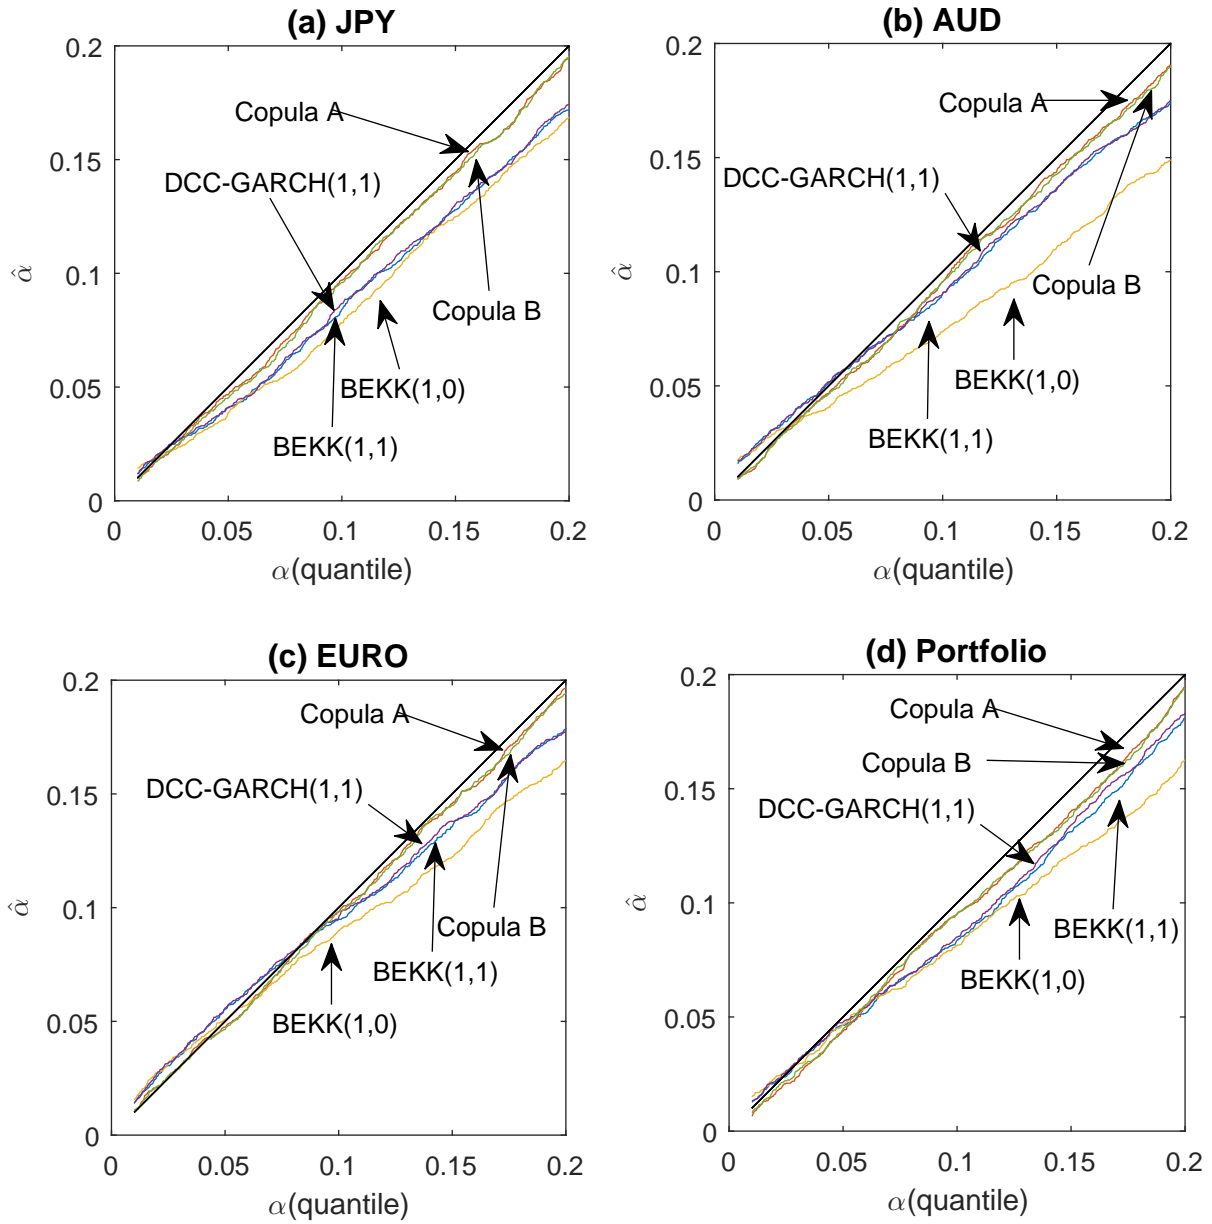 (a) JPY
0.2
0.15
0.1
0.05
0
α̂
Copula A
DCC-GARCH(1,1)
Copula B
BEKK(1,0)
BEKK(1,1)
0 0.05 0.1 0.15 0.2
α(quantile)
(b) AUD
0.2
0.15
0.1
0.05
0
α̂
Copula A
DCC-GARCH(1,1)
Copula B
BEKK(1,0)
BEKK(1,1)
0 0.05 0.1 0.15 0.2
α(quantile)
(c) EURO
0.2
0.15
0.1
0.05
0
α̂
Copula A
DCC-GARCH(1,1)
Copula B
BEKK(1,1)
BEKK(1,0)
0 0.05 0.1 0.15 0.2
α(quantile)
(d) Portfolio
0.2
0.15
0.1
0.05
0
α̂
Copula A
Copula B
DCC-GARCH(1,1)
BEKK(1,1)
BEKK(1,0)
0 0.05 0.1 0.15 0.2
α(quantile)